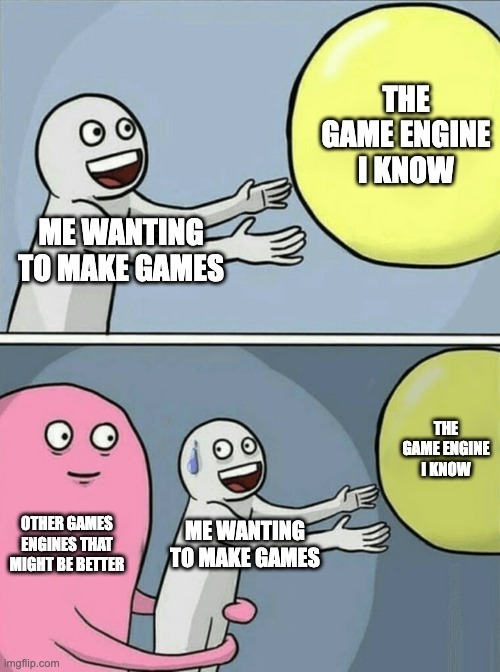 THE
GAME ENGINE
I KNOW
ME WANTING
TO MAKE GAMES
THE
GAME ENGINE
I KNOW
OTHER GAMES
ENGINES THAT
MIGHT BE BETTER
ME WANTING
TO MAKE GAMES
imgflip.com